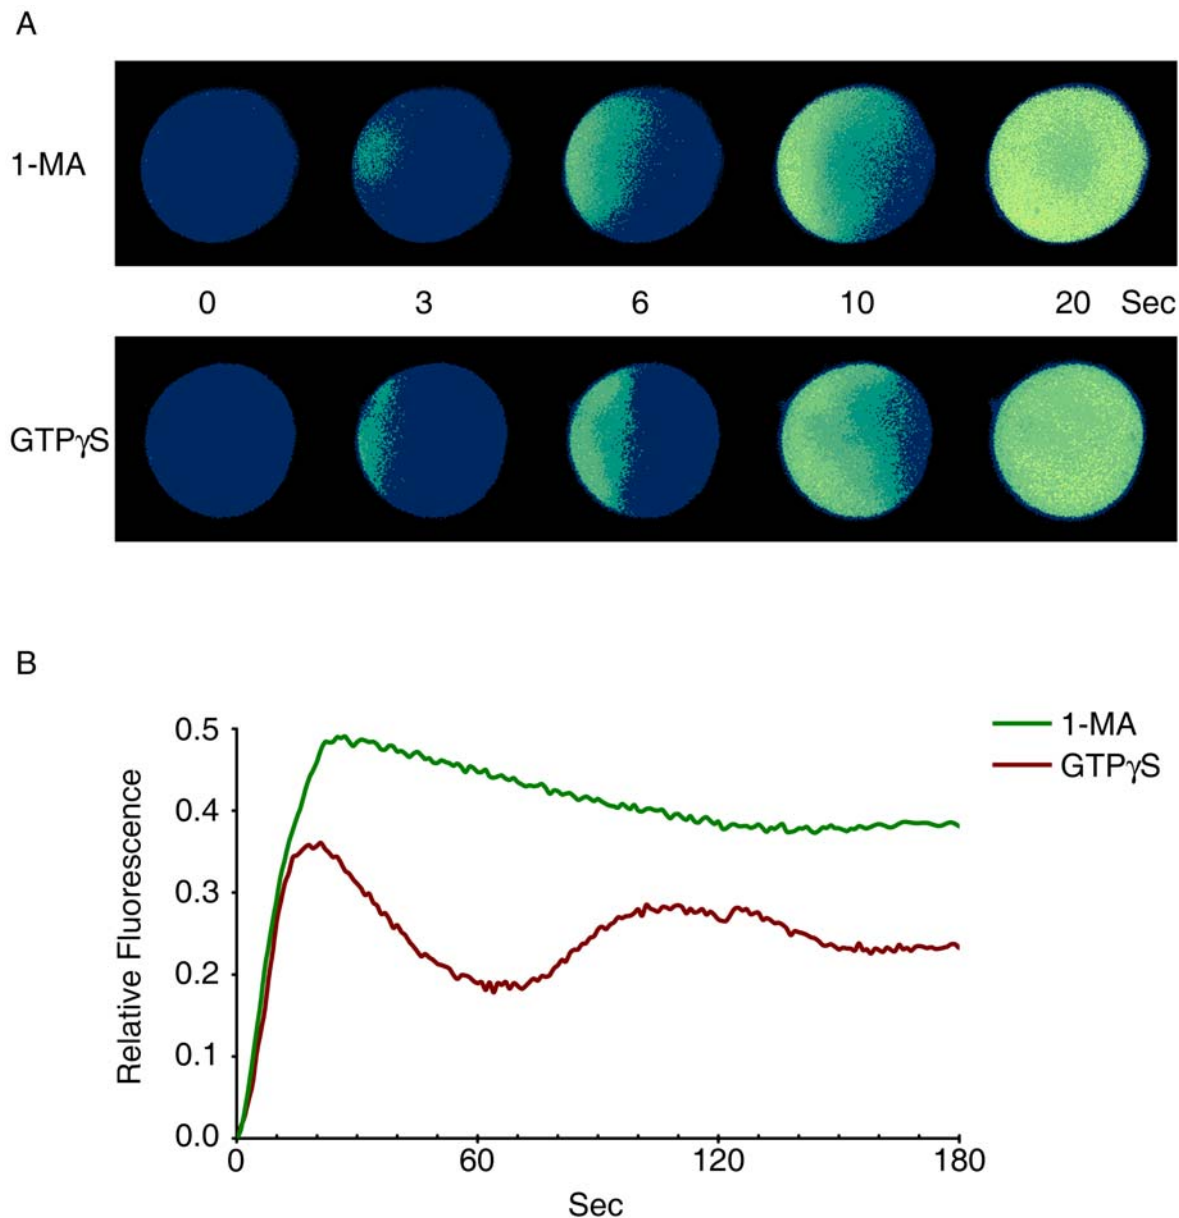 A
1-MA
0 3 6 10 20 Sec
GTPγS
B
1-MA
GTPγS
0.5
0.4
0.3
0.2
0.1
0.0
Relative Fluorescence
0 60 120 180
Sec